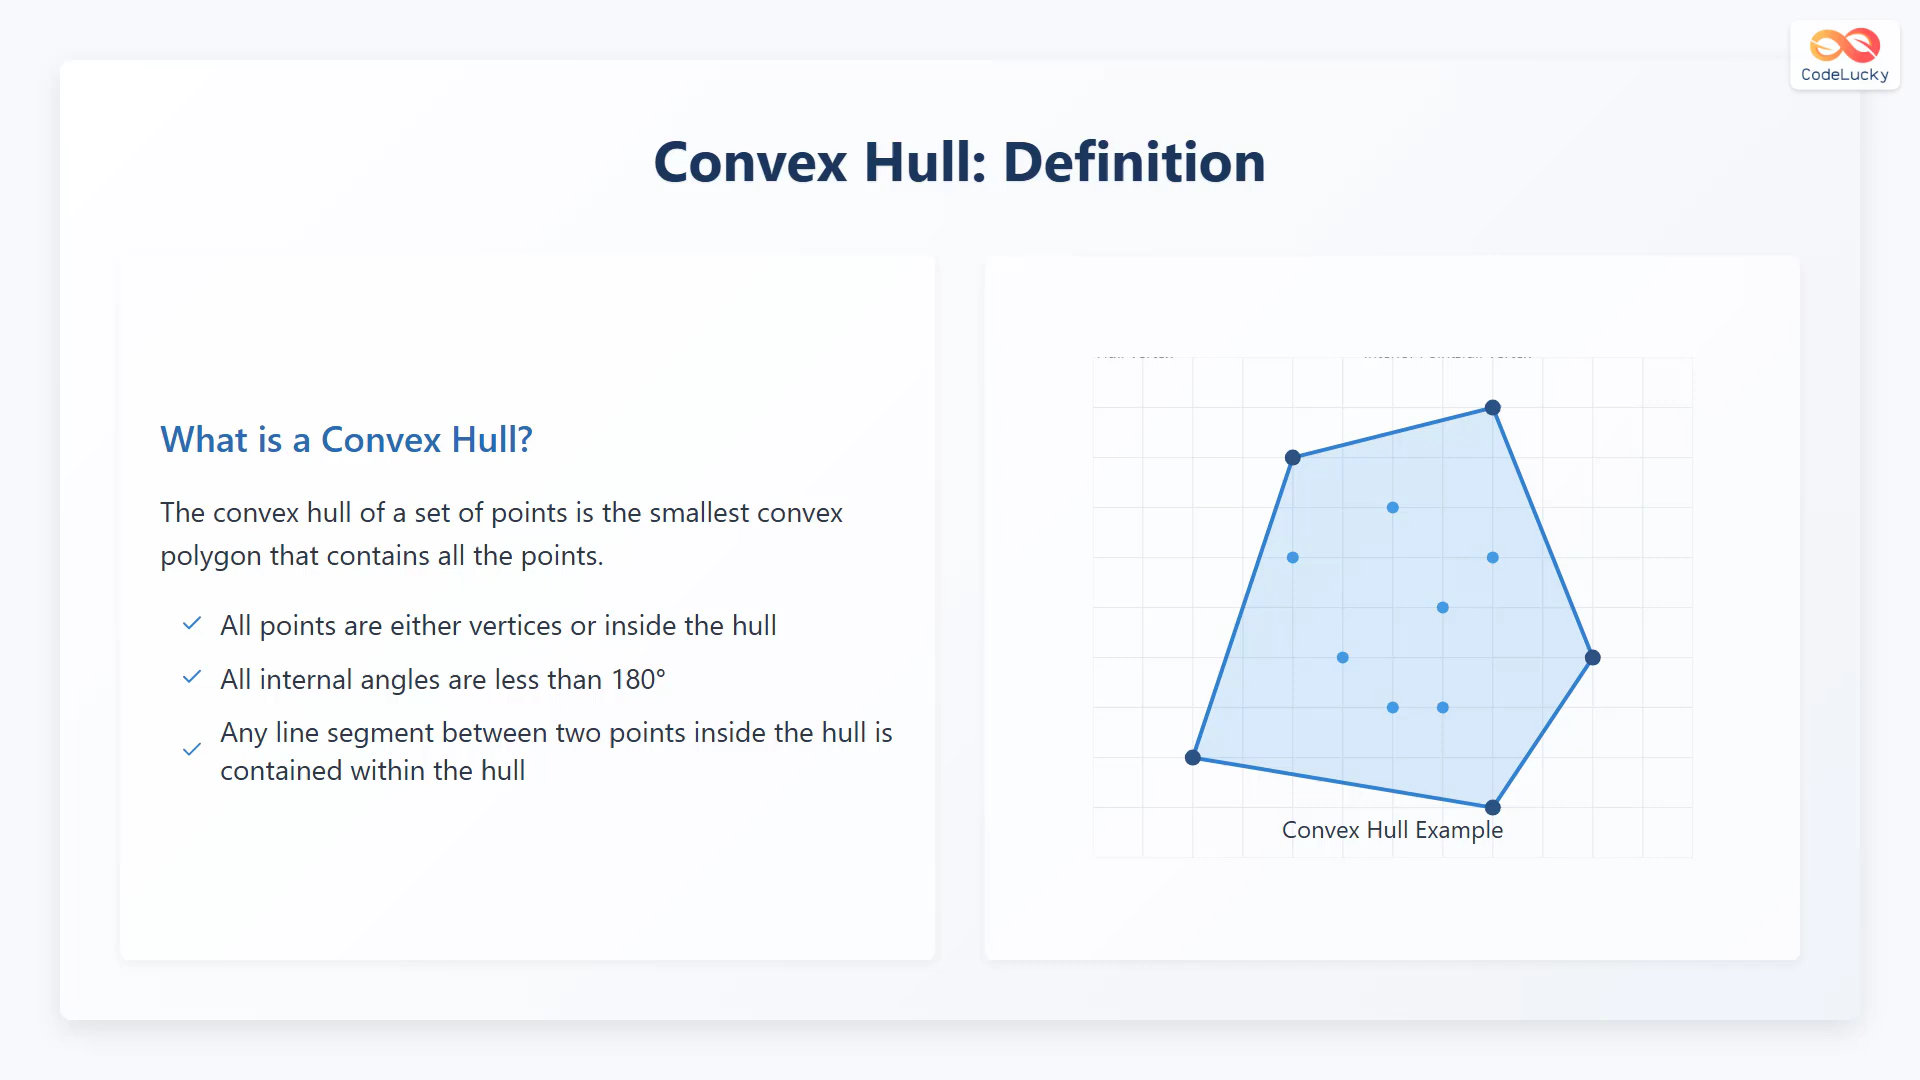 CodeLucky
Convex Hull: Definition
What is a Convex Hull?
The convex hull of a set of points is the smallest convex
polygon that contains all the points.
All points are either vertices or inside the hull
All internal angles are less than 180°
Any line segment between two points inside the hull is
contained within the hull
Convex Hull Example